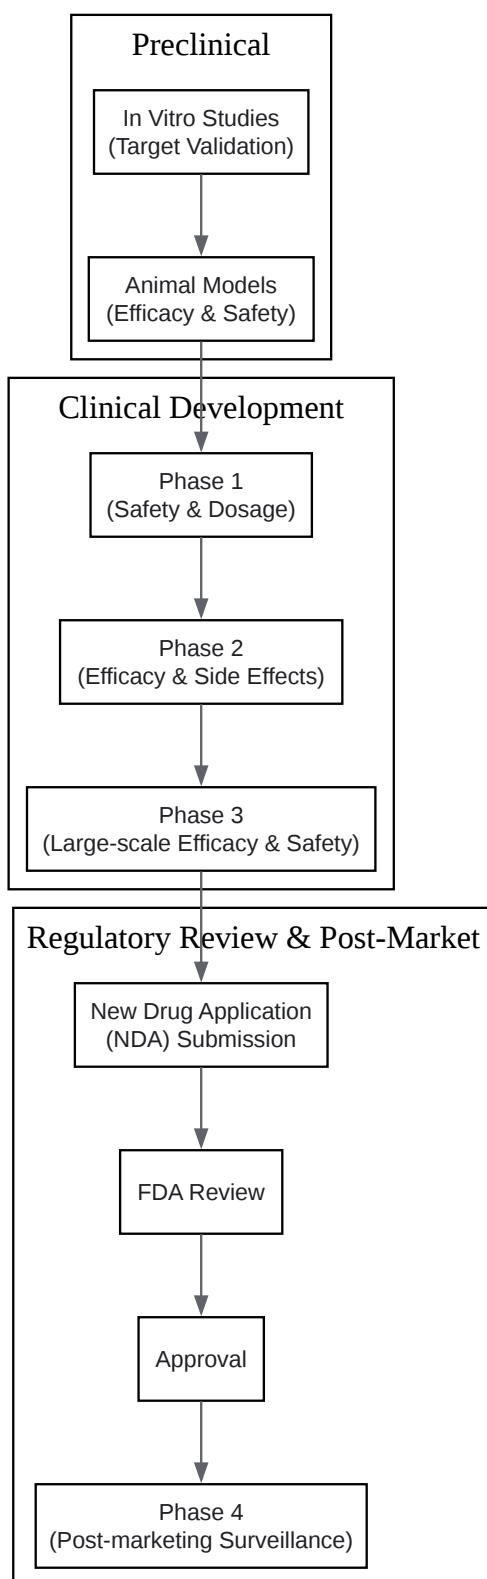 Preclinical
In Vitro Studies
(Target Validation)
Animal Models
(Efficacy & Safety)
Clinical Development
Phase 1
(Safety & Dosage)
Phase 2
(Efficacy & Side Effects)
Phase 3
(Large-scale Efficacy & Safety)
Regulatory Review & Post-Market
New Drug Application
(NDA) Submission
FDA Review
Approval
Phase 4
(Post-marketing Surveillance)